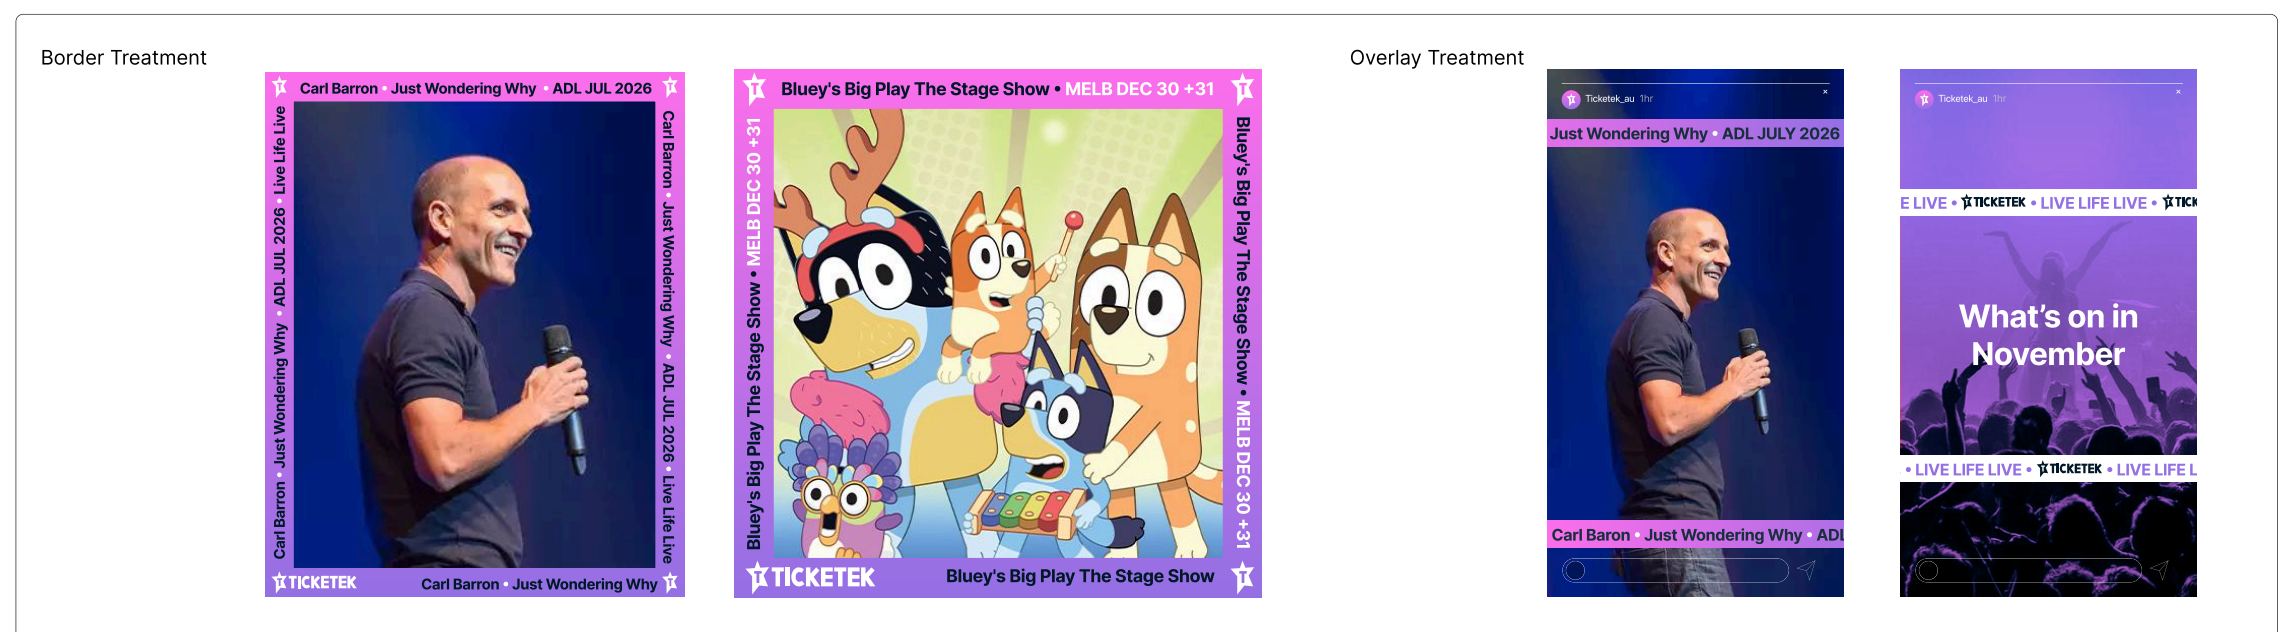 Border Treatment
Carl Barron • Just Wondering Why • ADL JUL 2026
Carl Barron • Just Wondering Why • ADL JUL 2026 • Live Life Live
Carl Barron • Just Wondering Why • ADL JUL 2026 • Live Life Live
TICKETEK
Carl Barron • Just Wondering Why
Bluey's Big Play The Stage Show • MELB DEC 30 +31
Bluey's Big Play The Stage Show • MELB DEC 30 +31
Bluey's Big Play The Stage Show • MELB DEC 30 +31
TICKETEK
Bluey's Big Play The Stage Show
Overlay Treatment
Ticketek_au 1hr
Just Wondering Why • ADL JULY 2026
Carl Baron • Just Wondering Why • ADL
Ticketek_au 1hr
E LIVE • TICKETEK • LIVE LIFE LIVE • TICK
What's on in
November
• LIVE LIFE LIVE • TICKETEK • LIVE LIFE L